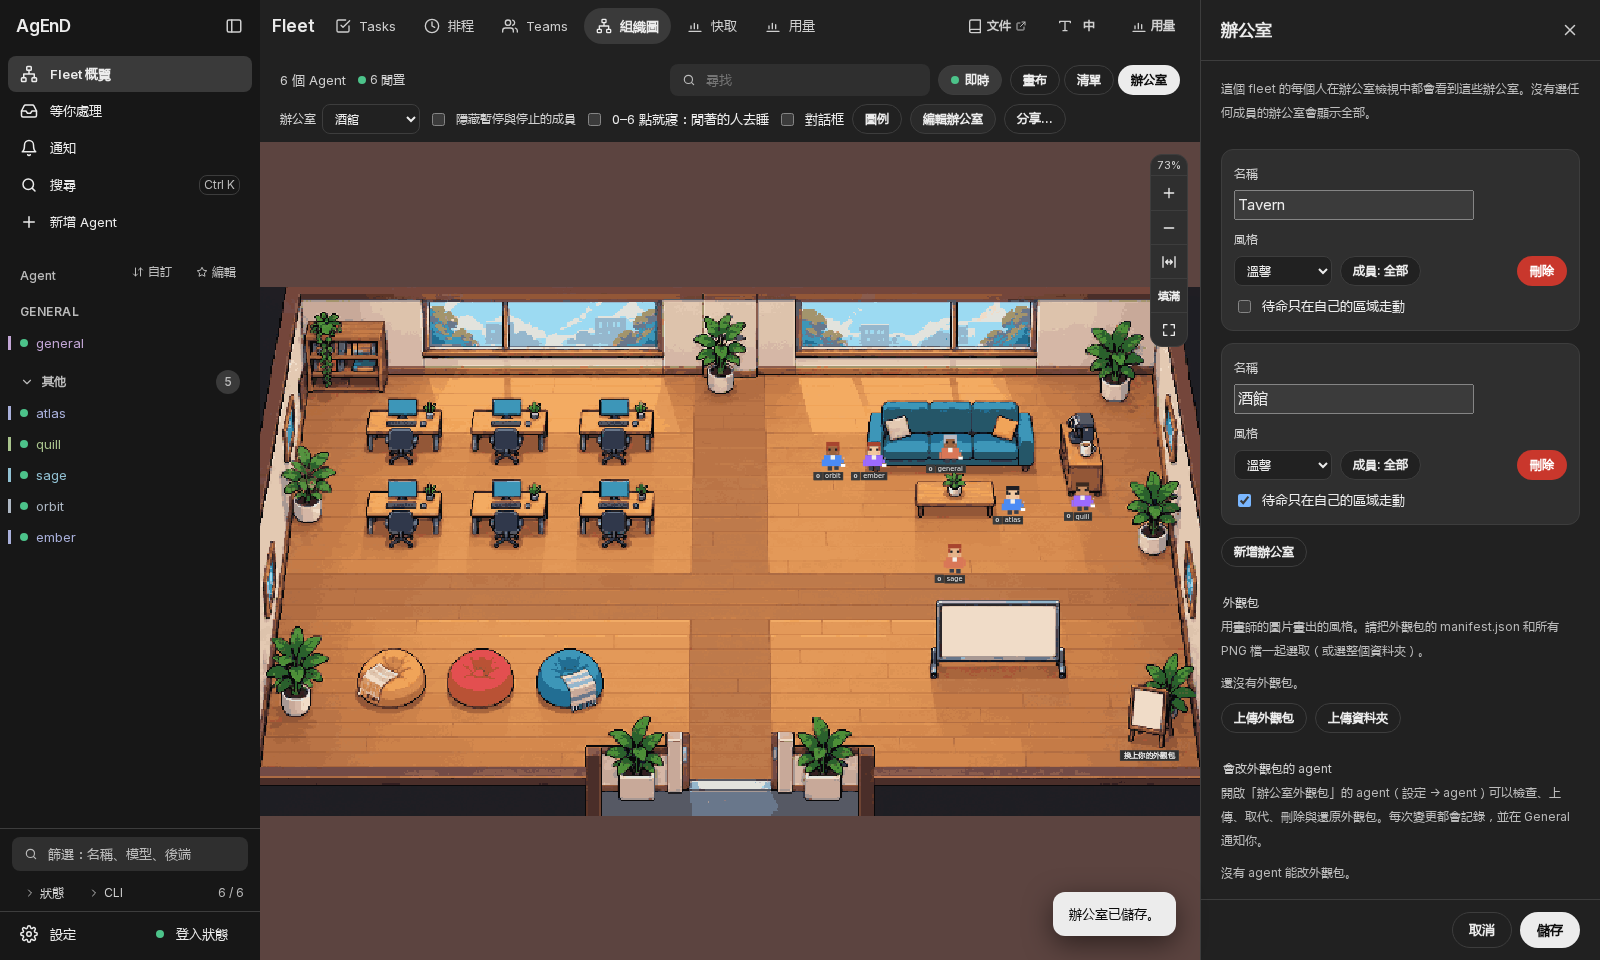 AgEnD
Fleet 概覽
等你處理
通知
搜尋
Ctrl K
新增 Agent
Agent
自訂
編輯
GENERAL
general
其他
5
atlas
quill
sage
orbit
ember
篩選：名稱、模型、後端
狀態
CLI
6 / 6
設定
登入狀態
Fleet
Tasks
排程
Teams
組織圖
快取
用量
文件
中
用量
6 個 Agent
6 閒置
尋找
即時
畫布
清單
辦公室
辦公室
酒館
隱藏暫停與停止的成員
0–6 點就寢：閒著的人去睡
對話框
圖例
編輯辦公室
分享...
73%
填滿
orbit
ember
general
atlas
quill
sage
換上你的外觀包
辦公室已儲存。
辦公室
這個 fleet 的每個人在辦公室檢視中都會看到這些辦公室。沒有選任
何成員的辦公室會顯示全部。
名稱
Tavern
風格
溫馨
成員: 全部
刪除
待命只在自己的區域走動
名稱
酒館
風格
溫馨
成員: 全部
刪除
待命只在自己的區域走動
新增辦公室
外觀包
用畫師的圖片畫出的風格。請把外觀包的 manifest.json 和所有
PNG 檔一起選取（或選整個資料夾）。
還沒有外觀包。
上傳外觀包
上傳資料夾
會改外觀包的 agent
開啟「辦公室外觀包」的 agent（設定 → agent）可以檢查、上
傳、取代、刪除與還原外觀包。每次變更都會記錄，並在 General
通知你。
沒有 agent 能改外觀包。
取消
儲存